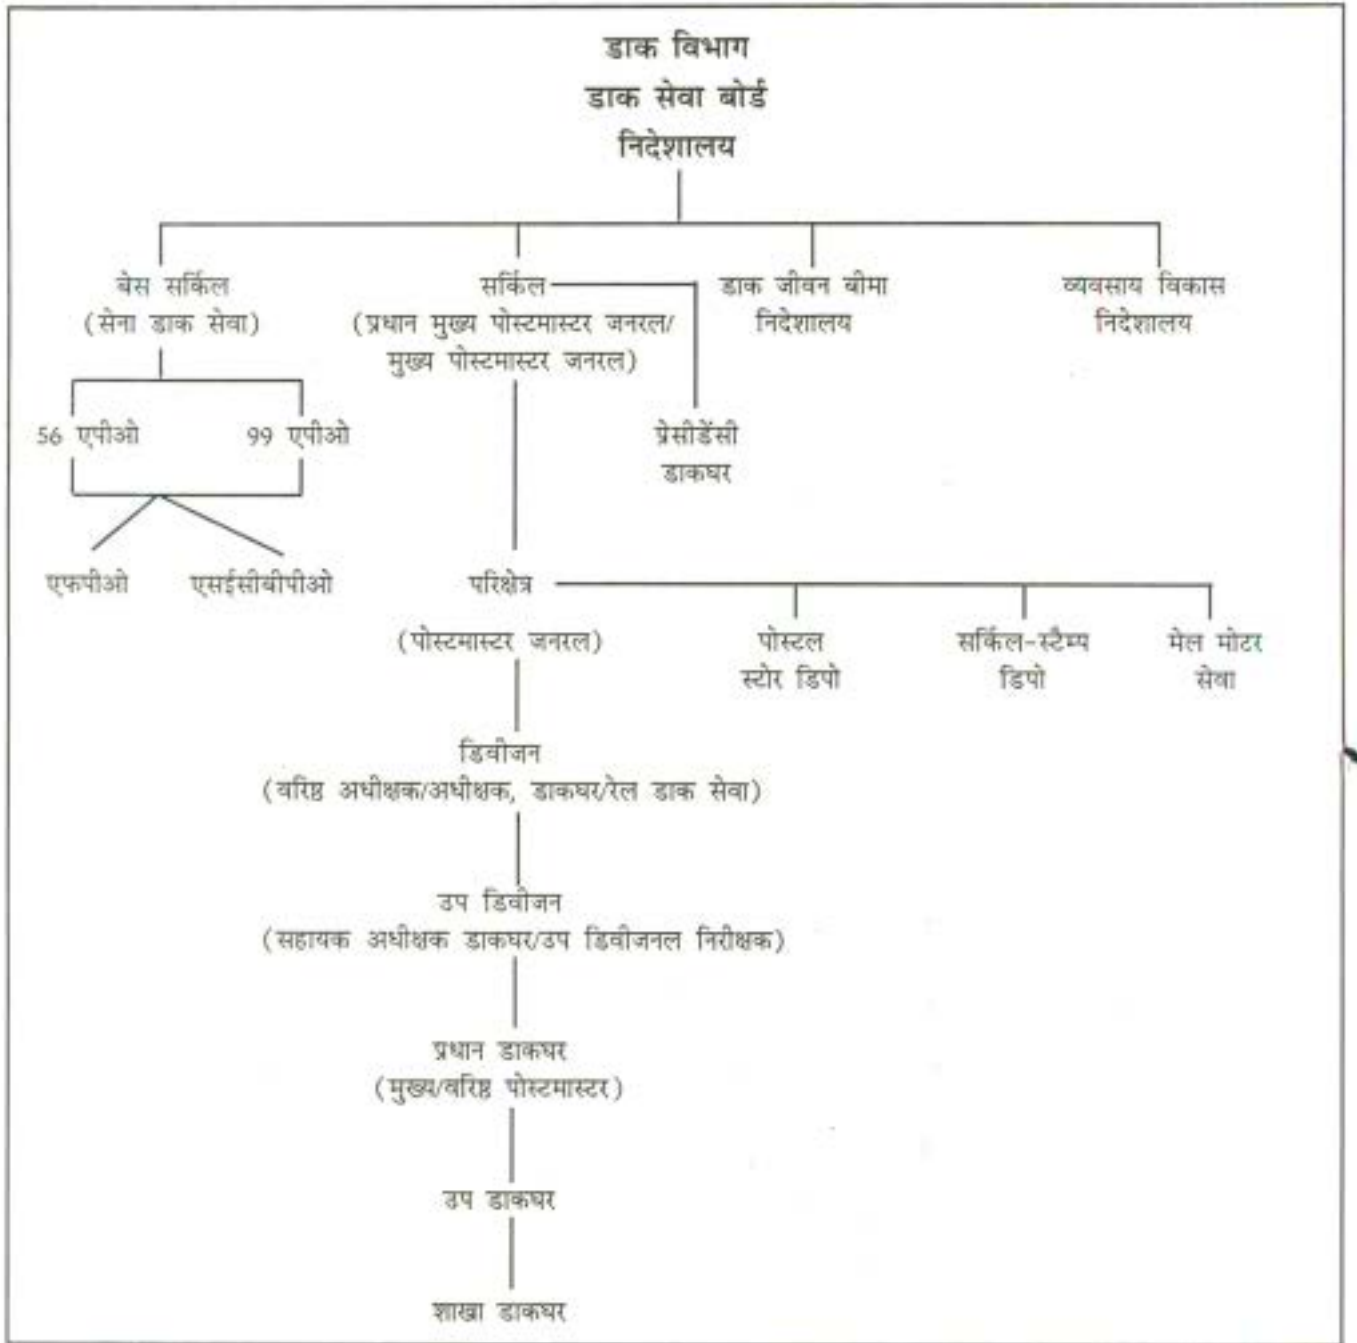 डाक विभाग
डाक सेवा बोर्ड
निदेशालय
बेस सर्किल
(सेना डाक सेवा)
सर्किल
(प्रधान मुख्य पोस्टमास्टर जनरल/
मुख्य पोस्टमास्टर जनरल)
डाक जीवन बीमा
निदेशालय
व्यवसाय विकास
निदेशालय
56 एपीओ
99 एपीओ
प्रेसीडेंसी
डाकघर
एफपीओ
एसईसीबीपीओ
परिक्षेत्र
(पोस्टमास्टर जनरल)
पोस्टल
स्टोर डिपो
सर्किल-स्टैम्प
डिपो
मेल मोटर
सेवा
डिवीजन
(वरिष्ठ अधीक्षक/अधीक्षक, डाकघर/रेल डाक सेवा)
उप डिवीजन
(सहायक अधीक्षक डाकघर/उप डिवीजनल निरीक्षक)
प्रधान डाकघर
(मुख्य/वरिष्ठ पोस्टमास्टर)
उप डाकघर
शाखा डाकघर